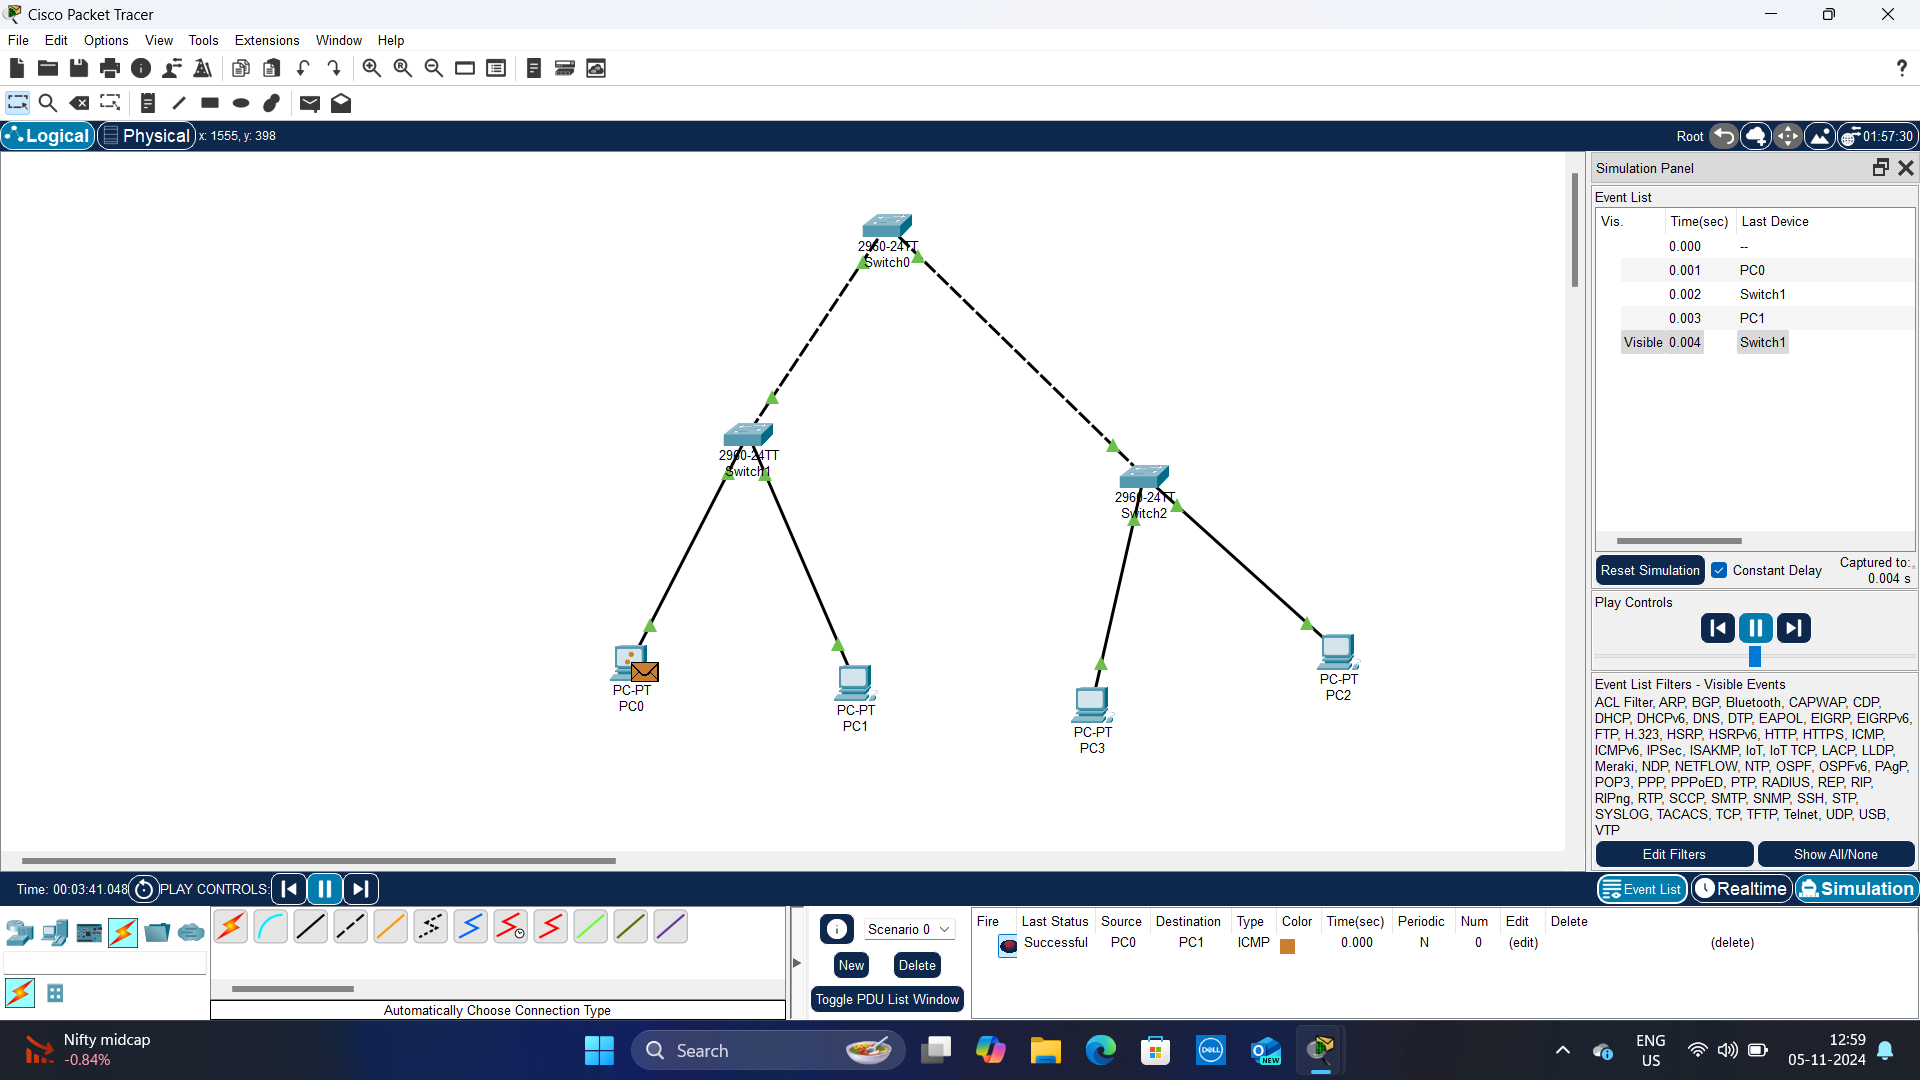 Cisco Packet Tracer
File Edit Options View Tools Extensions Window Help
?
Logical Physical x: 1555, y: 398 Root 01:57:30
Simulation Panel
Event List
Vis. Time(sec) Last Device
0.000 --
0.001 PC0
0.002 Switch1
0.003 PC1
Visible 0.004 Switch1
Reset Simulation Constant Delay Captured to:
0.004 s
Play Controls
Event List Filters - Visible Events
ACL Filter, ARP, BGP, Bluetooth, CAPWAP, CDP,
DHCP, DHCPv6, DNS, DTP, EAPOL, EIGRP, EIGRPv6,
FTP, H.323, HSRP, HSRPv6, HTTP, HTTPS, ICMP,
ICMPv6, IPSec, ISAKMP, IoT, IoT TCP, LACP, LLDP,
Meraki, NDP, NETFLOW, NTP, OSPF, OSPFv6, PAgP,
POP3, PPP, PPPoED, PTP, RADIUS, REP, RIP,
RIPng, RTP, SCCP, SMTP, SNMP, SSH, STP,
SYSLOG, TACACS, TCP, TFTP, Telnet, UDP, USB,
VTP
Edit Filters Show All/None
2960-24TT
Switch0
2960-24TT
Switch1
2960-24TT
Switch2
PC-PT
PC0
PC-PT
PC1
PC-PT
PC3
PC-PT
PC2
Time: 00:03:41.048 PLAY CONTROLS: Event List Realtime Simulation
Scenario 0
New Delete
Toggle PDU List Window
Automatically Choose Connection Type
Fire Last Status Source Destination Type Color Time(sec) Periodic Num Edit Delete
Successful PC0 PC1 ICMP 0.000 N 0 (edit) (delete)
Nifty midcap
-0.84%
Search
DELL
NEW
ENG
US
12:59
05-11-2024